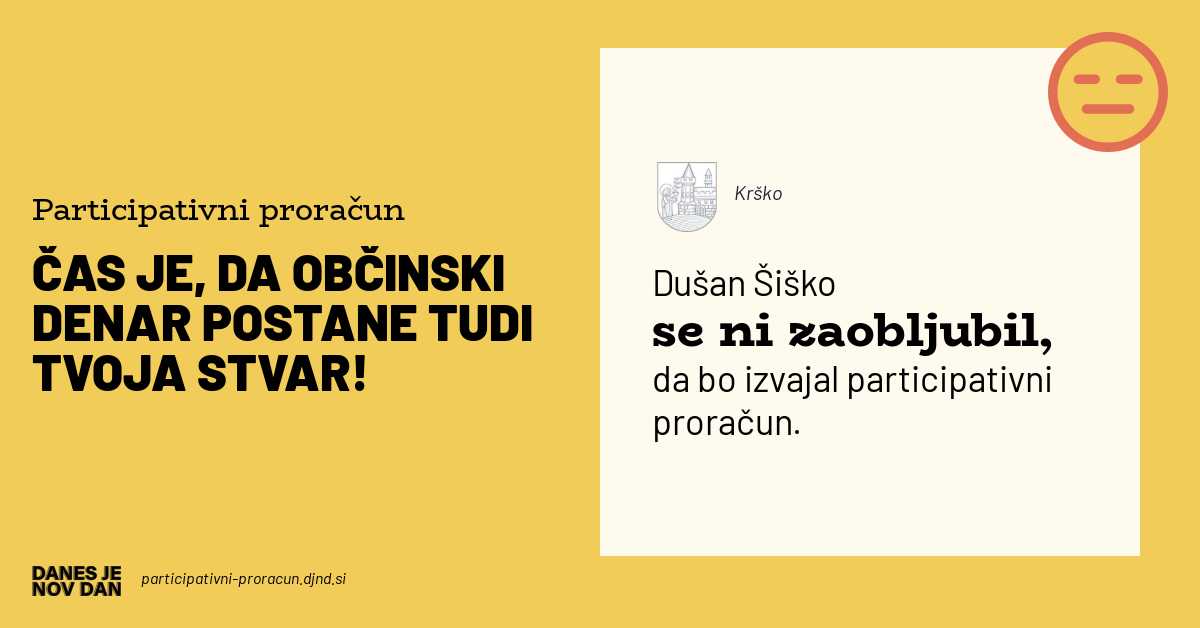 Participativni proračun
ČAS JE, DA OBČINSKI
DENAR POSTANE TUDI
TVOJA STVAR!
Krško
Dušan Šiško
se ni zaobljubil,
da bo izvajal participativni
proračun.
DANES JE
NOV DAN
participativni-proracun.djnd.si